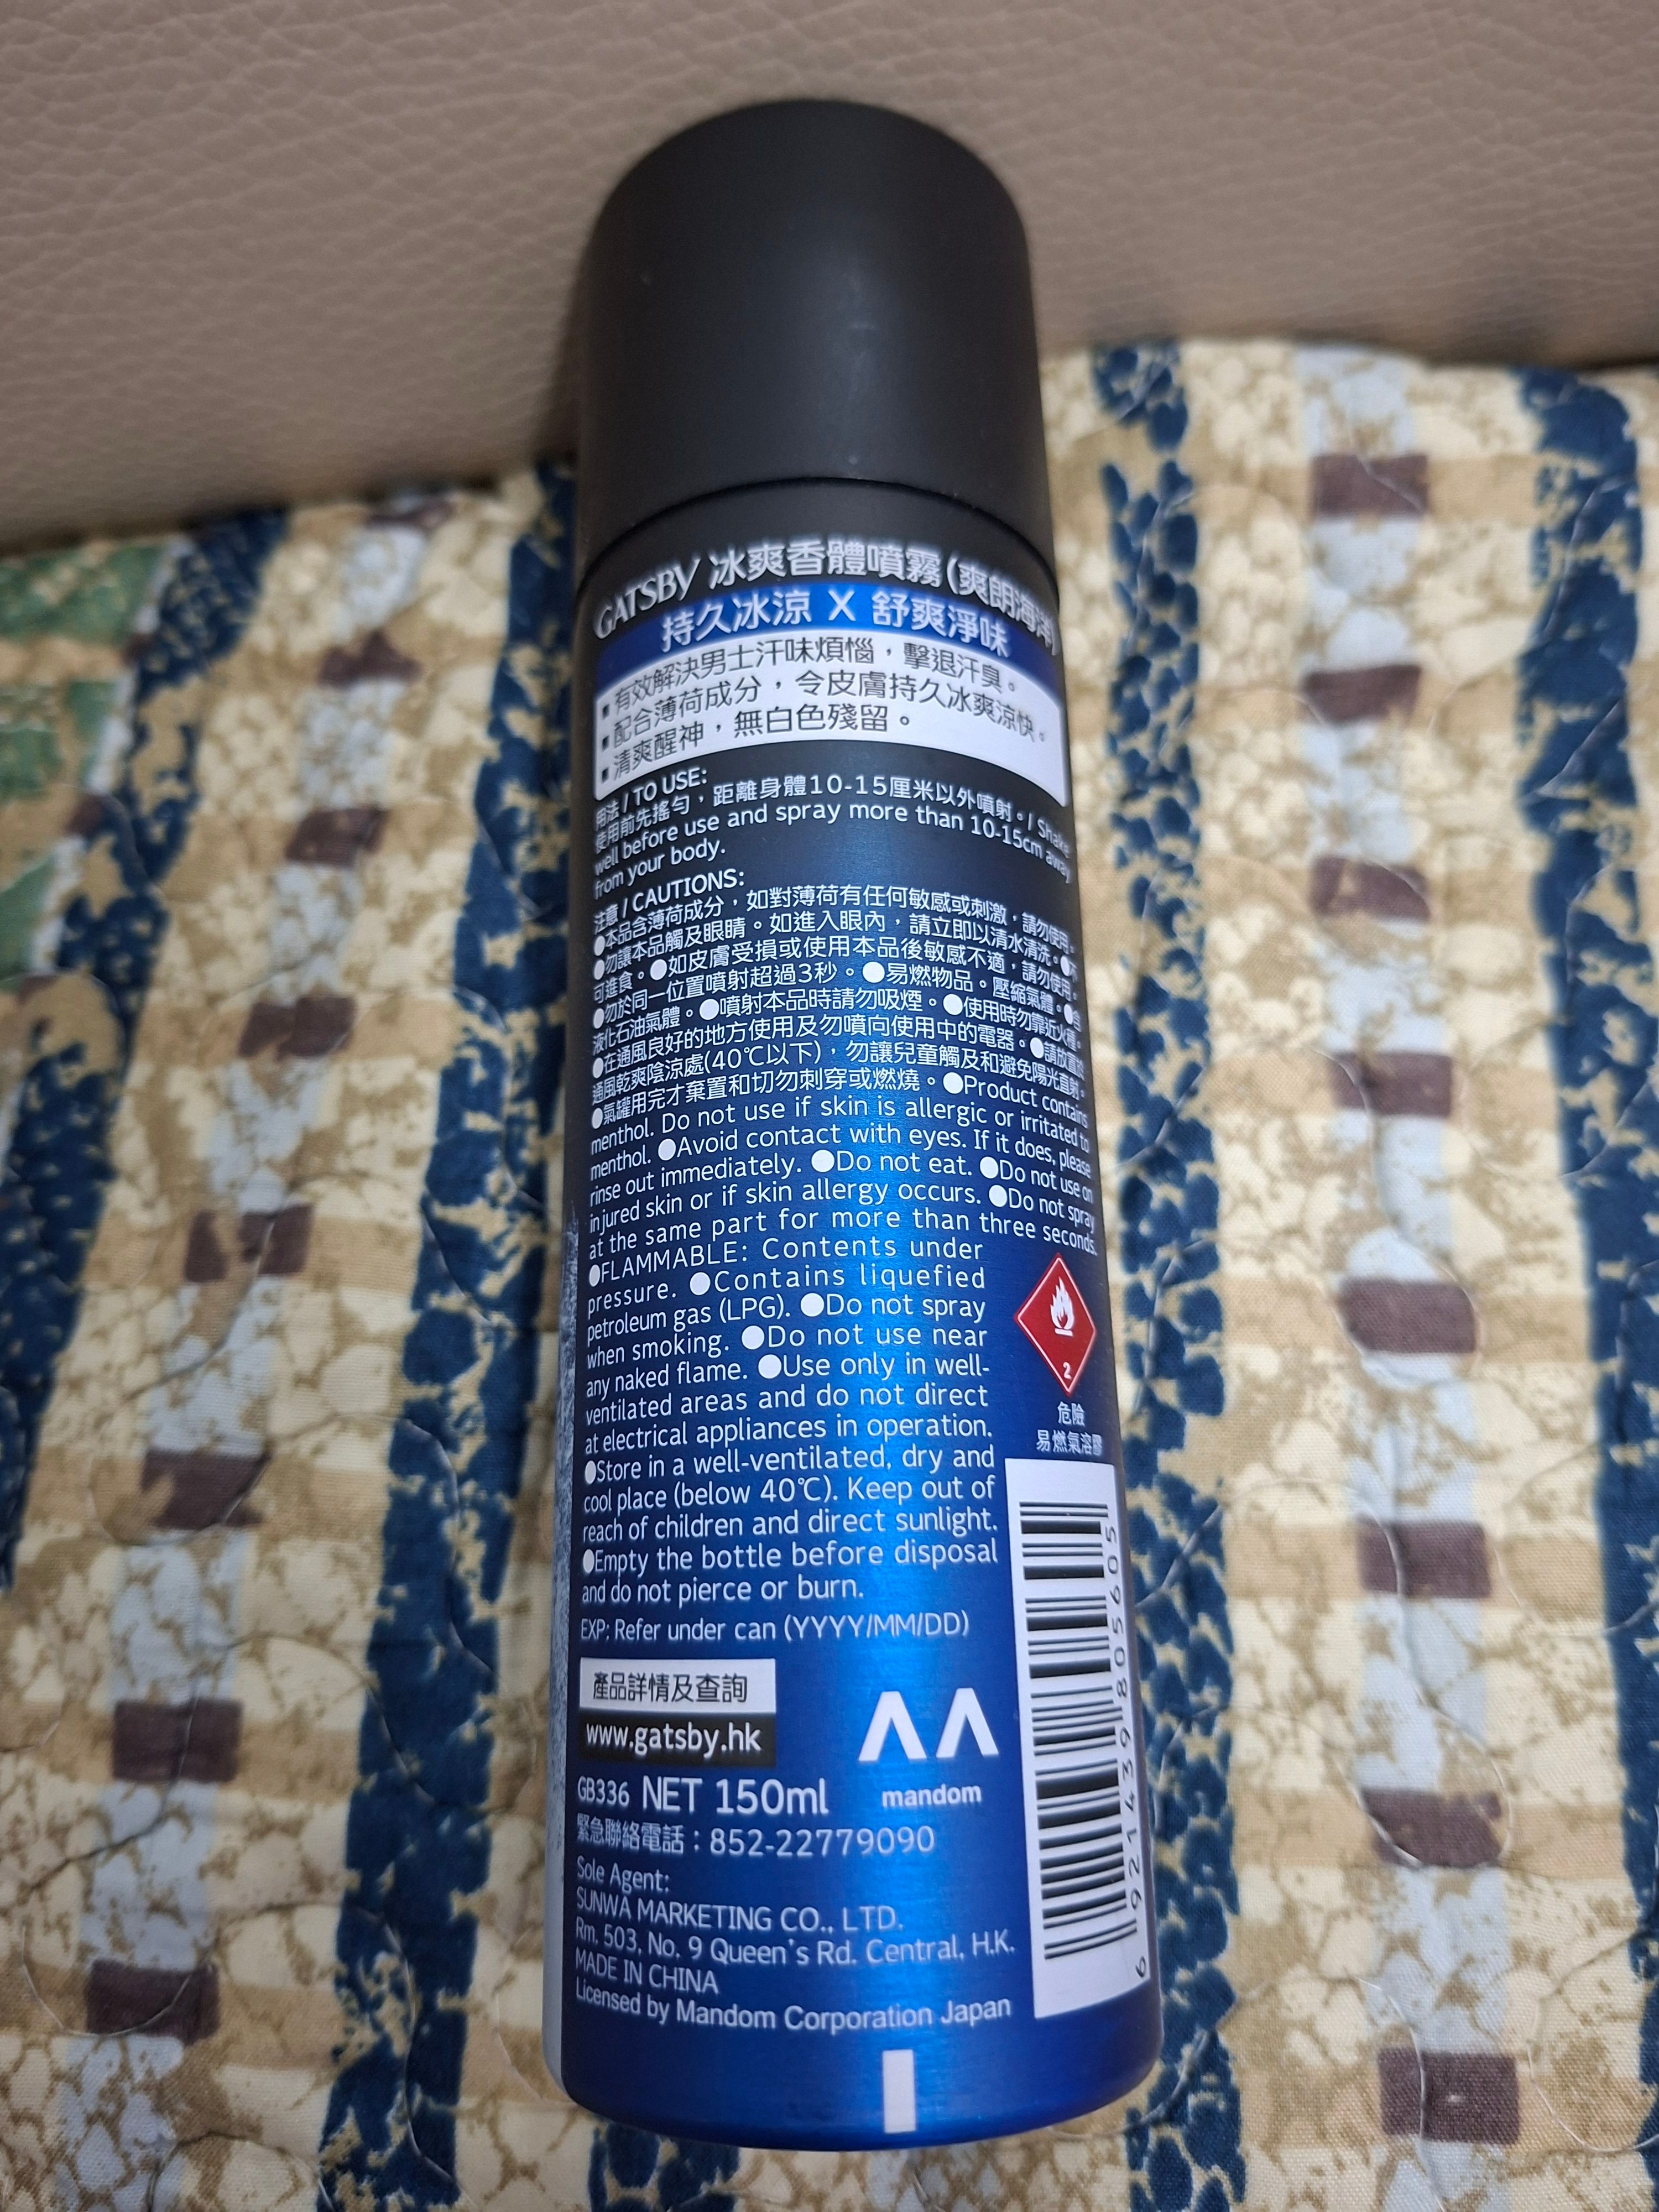 GATSBY 冰爽香體噴霧(爽朗海洋)
持久冰涼 X 舒爽淨味
▪ 有效解決男士汗味煩惱，擊退汗臭。
▪ 配合薄荷成分，令皮膚持久冰爽涼快。
▪ 清爽醒神，無白色殘留。
用法 / TO USE:
使用前先搖勻，距離身體10-15厘米以外噴射。/ Shake
well before use and spray more than 10-15cm away
from your body.
注意 / CAUTIONS:
●本品含薄荷成分，如對薄荷有任何敏感或刺激，請勿使用。
●勿讓本品觸及眼睛。如進入眼內，請立即以清水清洗。●不
可進食。●如皮膚受損或使用本品後敏感不適，請勿使用。
●勿於同一位置噴射超過3秒。●易燃物品。壓縮氣體。●含
液化石油氣體。●噴射本品時請勿吸煙。●使用時勿靠近火種。
●在通風良好的地方使用及勿噴向使用中的電器。●請放置於
通風乾爽陰涼處(40℃以下)，勿讓兒童觸及和避免陽光直射。
●氣罐用完才棄置和切勿刺穿或燃燒。●Product contains
menthol. Do not use if skin is allergic or irritated to
menthol. ●Avoid contact with eyes. If it does, please
rinse out immediately. ●Do not eat. ●Do not use on
injured skin or if skin allergy occurs. ●Do not spray
at the same part for more than three seconds.
●FLAMMABLE: Contents under
pressure. ●Contains liquefied
petroleum gas (LPG). ●Do not spray
when smoking. ●Do not use near
any naked flame. ●Use only in well-
ventilated areas and do not direct
at electrical appliances in operation.
●Store in a well-ventilated, dry and
cool place (below 40℃). Keep out of
reach of children and direct sunlight.
●Empty the bottle before disposal
and do not pierce or burn.
2
危險
易燃氣溶膠
EXP: Refer under can (YYYY/MM/DD)
產品詳情及查詢
www.gatsby.hk
mandom
GB336 NET 150ml
緊急聯絡電話：852-22779090
Sole Agent:
SUNWA MARKETING CO., LTD.
Rm. 503, No. 9 Queen's Rd. Central, H.K.
MADE IN CHINA
Licensed by Mandom Corporation Japan
6 921439 805605